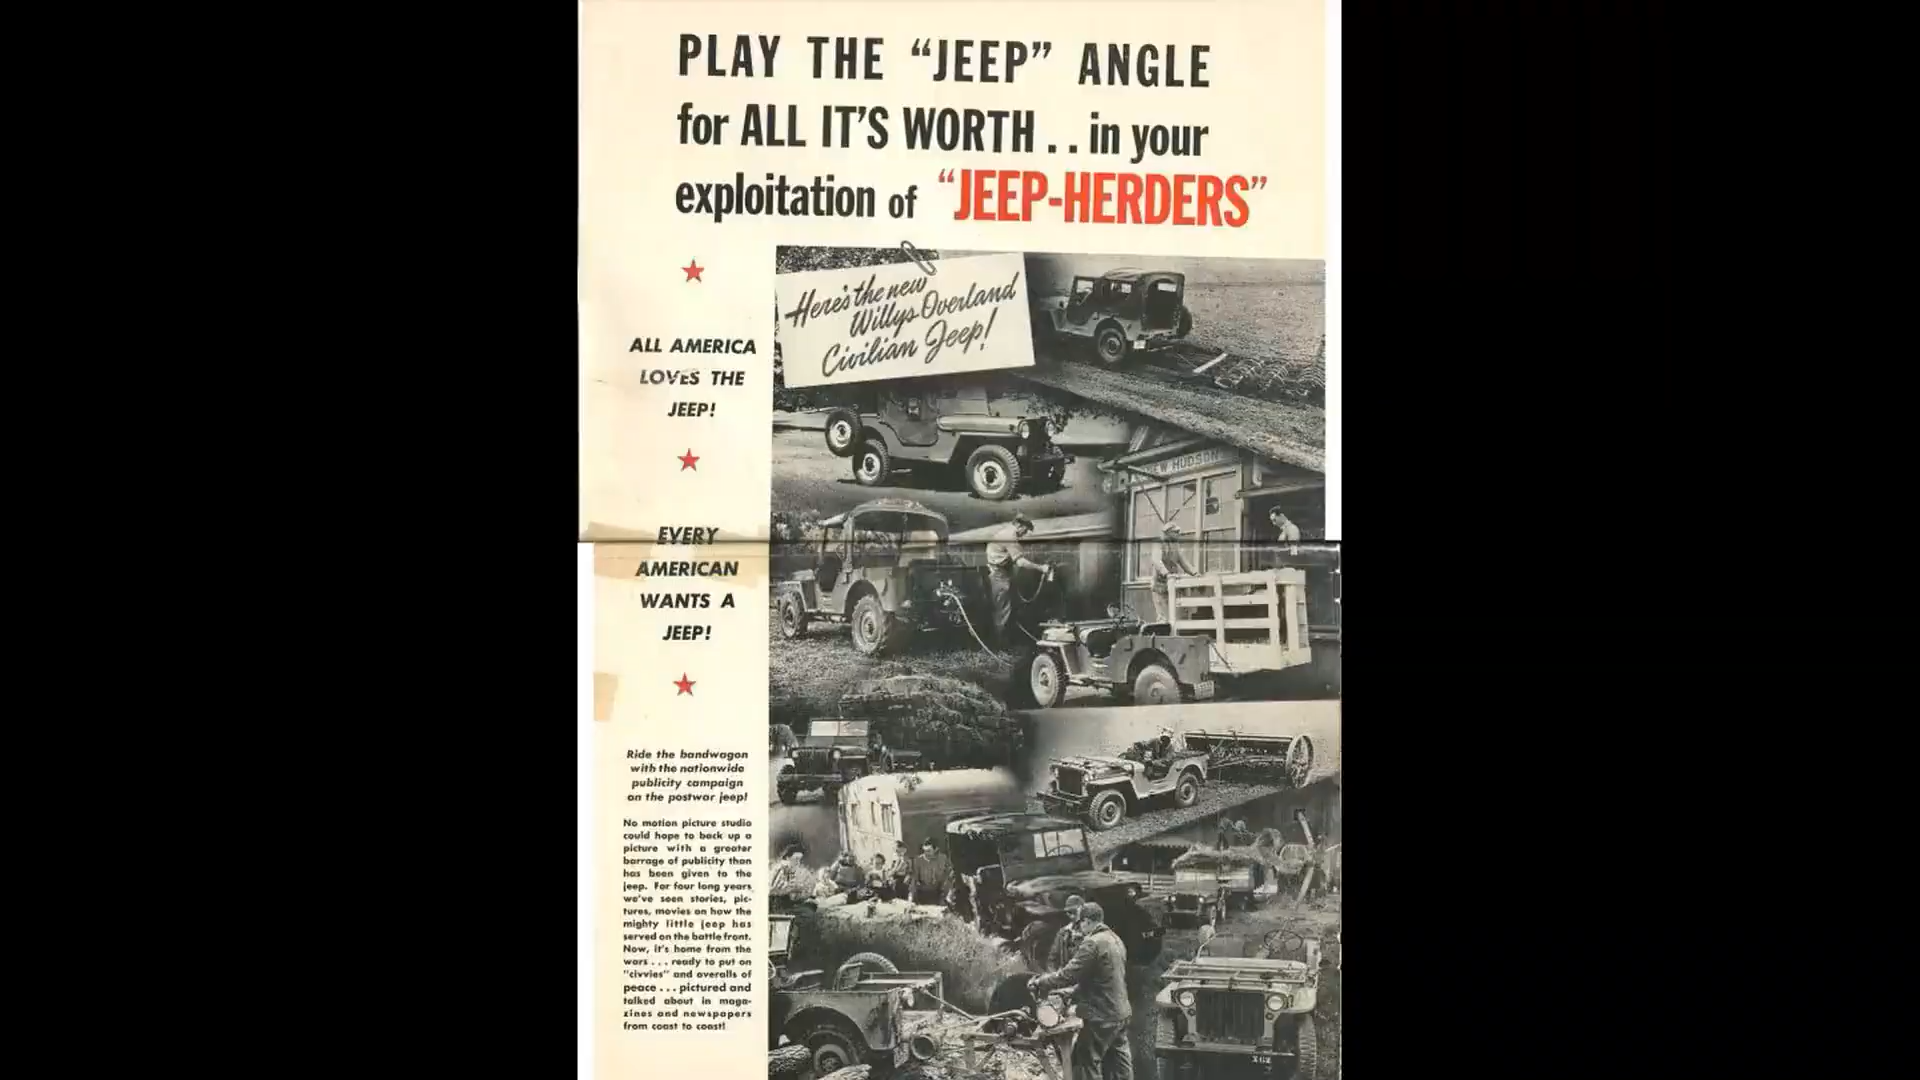 PLAY THE "JEEP" ANGLE
for ALL IT'S WORTH . . in your
exploitation of "JEEP-HERDERS"
Here's the new
Willys Overland
Civilian Jeep!
ALL AMERICA
LOVES THE
JEEP!
HUDSON
EVERY
AMERICAN
WANTS A
JEEP!
Ride the bandwagon
with the nationwide
publicity campaign
on the postwar jeep!
No motion picture studio
could hope to back up a
picture with a greater
barrage of publicity than
has been given to the
jeep. For four long years,
we've seen stories, pic-
tures, movies on how the
mighty little jeep has
served on the battle front.
Now, it's home from the
wars . . . ready to put on
"civvies" and overalls of
peace . . . pictured and
talked about in maga-
zines and newspapers
from coast to coast!